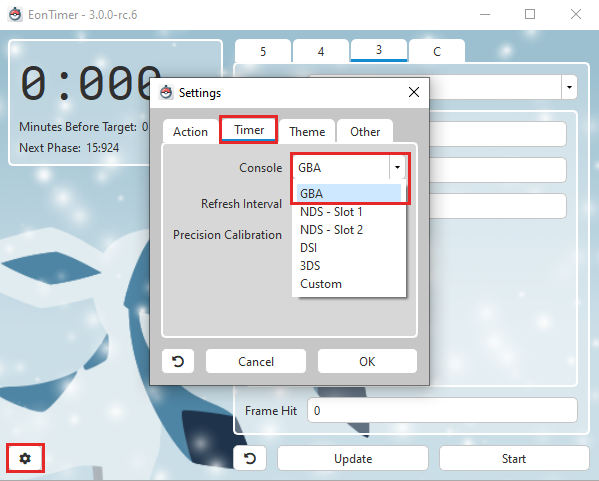 EonTimer - 3.0.0-rc.6
5 4 3 C
0:000
Minutes Before Target: 0
Next Phase: 15:924
Settings
Action Timer Theme Other
Console GBA
GBA
Refresh Interval
NDS - Slot 1
NDS - Slot 2
Precision Calibration
DSI
3DS
Custom
Cancel OK
Frame Hit 0
Update Start